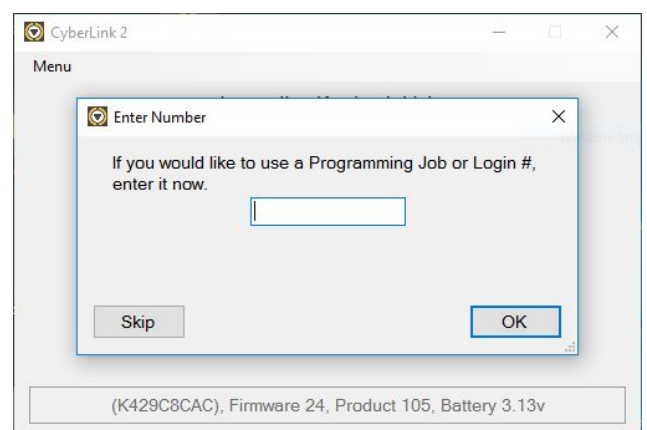 CyberLink 2
Menu
Enter Number
If you would like to use a Programming Job or Login #,
enter it now.
Skip
OK
(K429C8CAC), Firmware 24, Product 105, Battery 3.13v